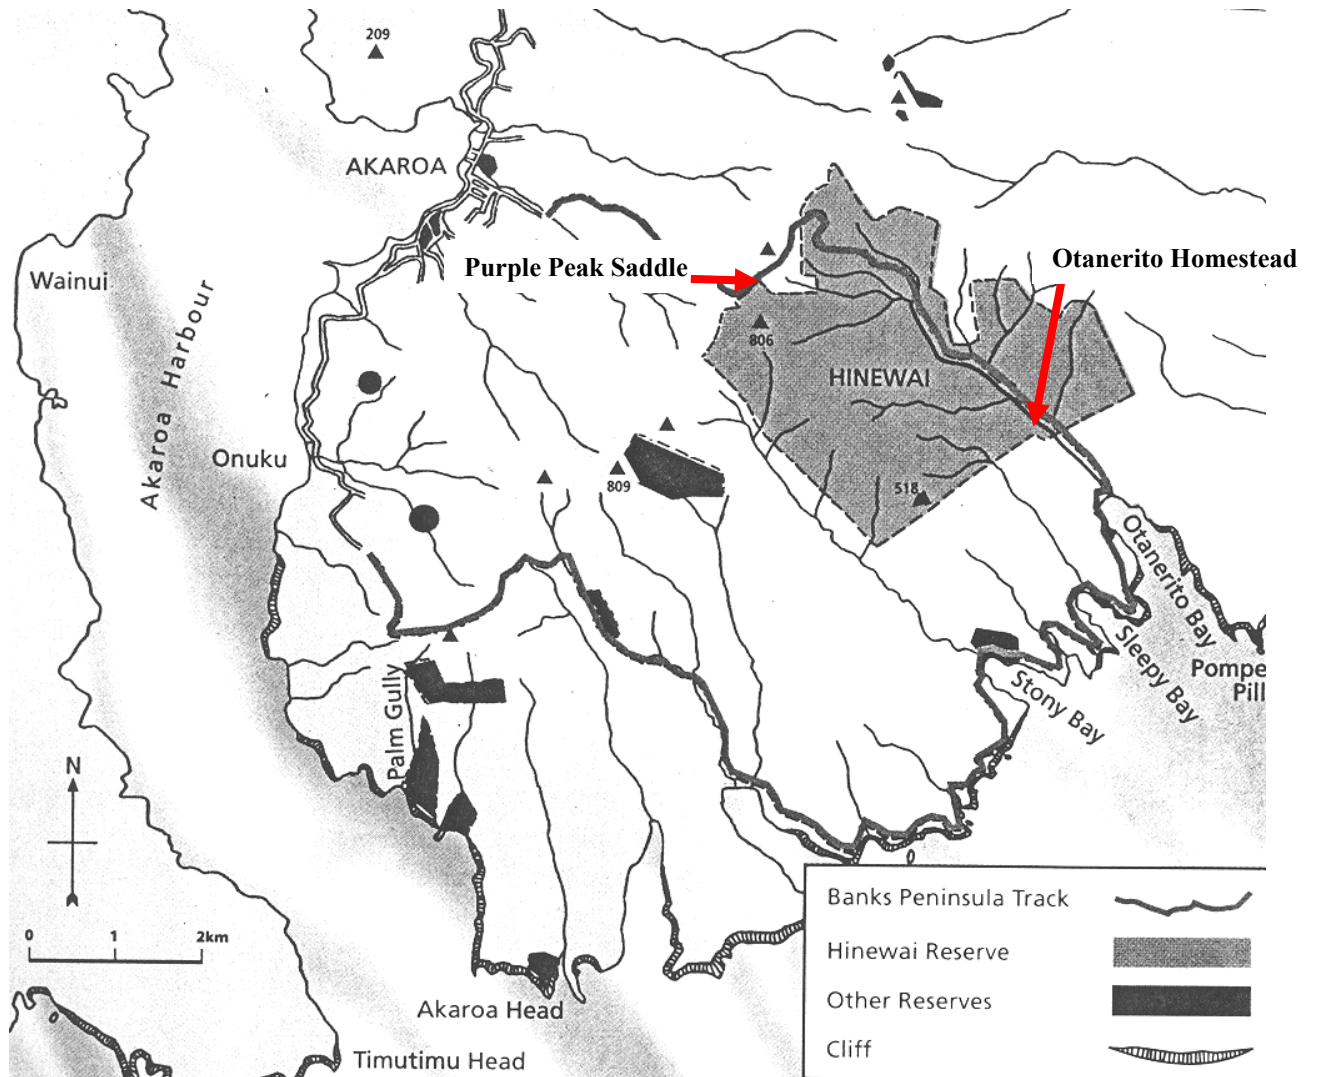 209
AKAROA
Purple Peak Saddle
Otanerito Homestead
Wainui
Akaroa Harbour
806
HINEWAI
Onuku
809
518
Otanerito Bay
Sleepy Bay
Pompe
Pill
Stony Bay
Palm Gully
N
0 1 2km
Akaroa Head
Timutimu Head
Banks Peninsula Track
Hinewai Reserve
Other Reserves
Cliff